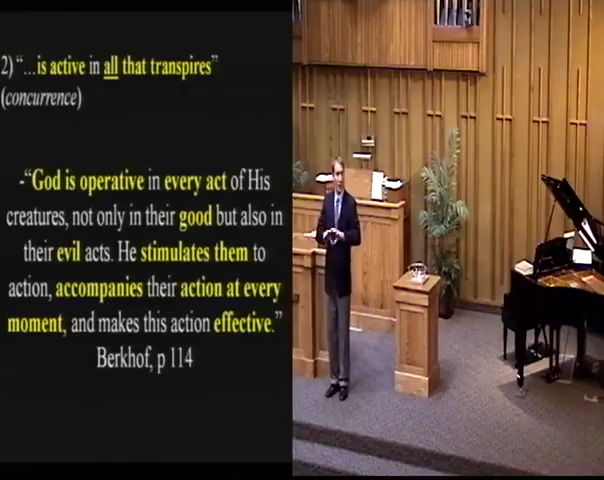 2) “...is active in all that transpires”
(concurrence)
-“God is operative in every act of His
creatures, not only in their good but also in
their evil acts. He stimulates them to
action, accompanies their action at every
moment, and makes this action effective.”
Berkhof, p 114